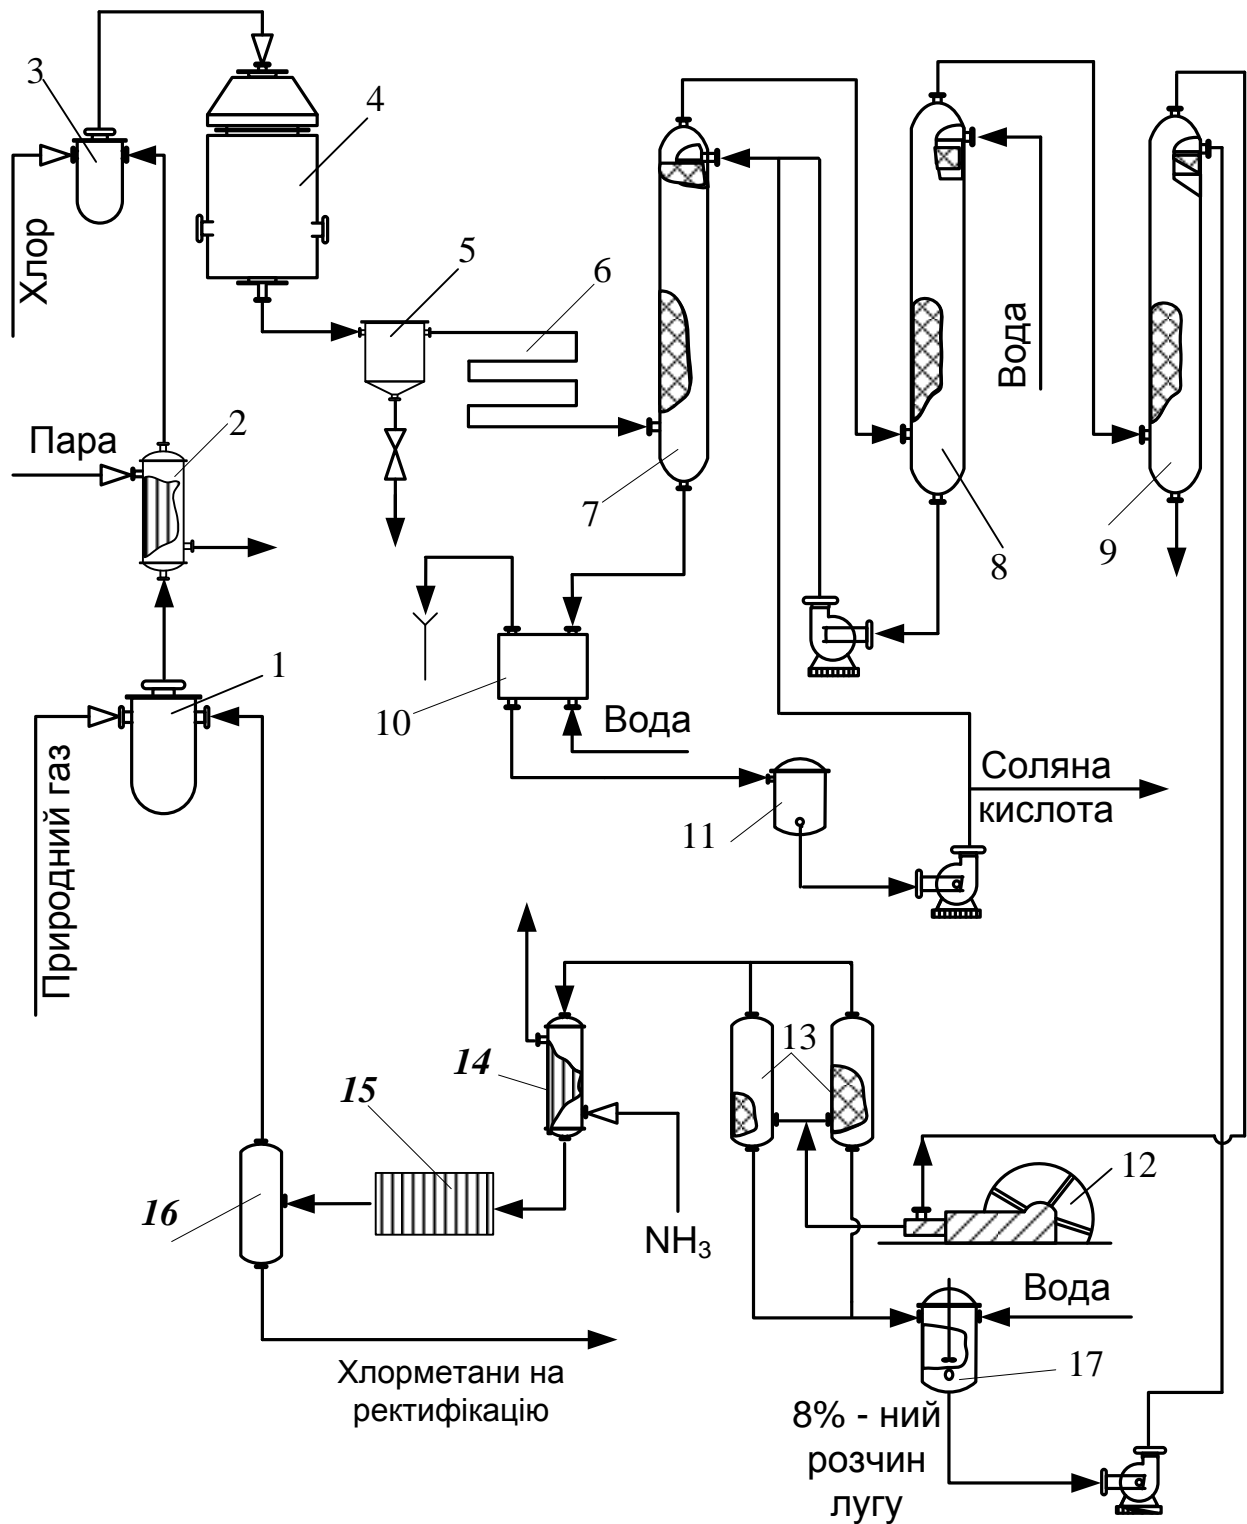 3
4
Хлор
5
6
Вода
Пара
2
7
8
9
1
10
Вода
Природний газ
Соляна
кислота
11
13
14
15
12
16
NH₃
Вода
Хлорметани на
ректифікацію
17
8% - ний
розчин
лугу